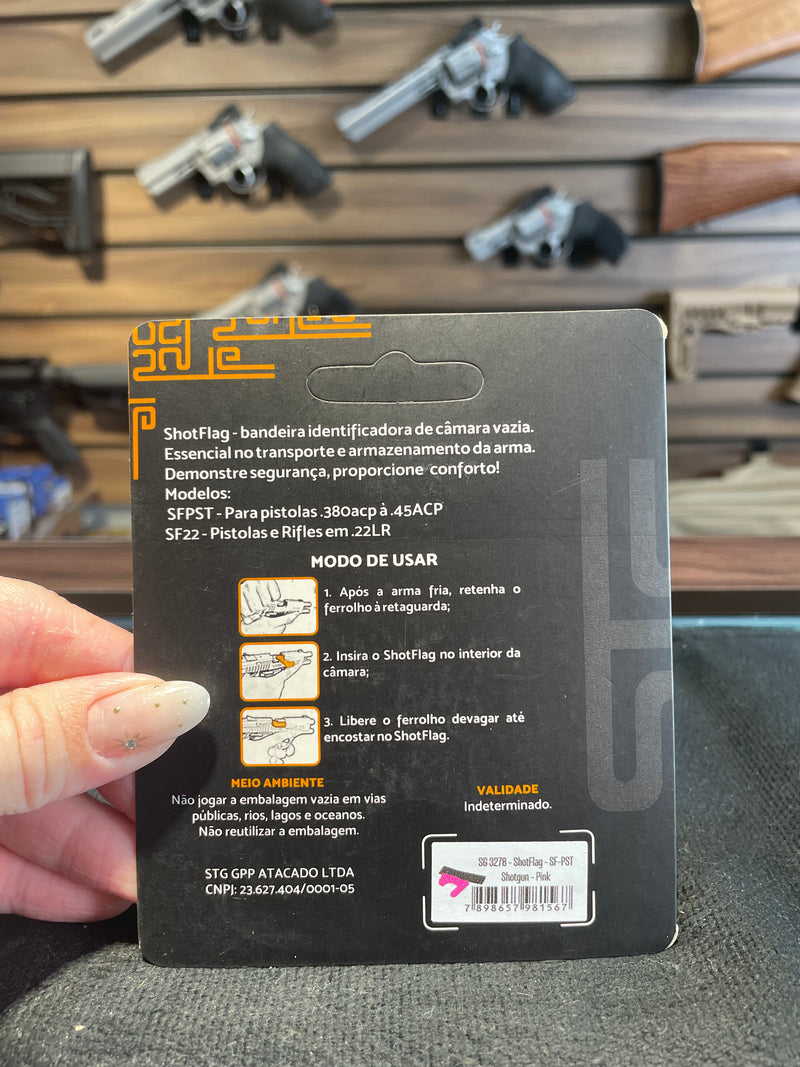 ShotFlag - bandeira identificadora de câmara vazia.
Essencial no transporte e armazenamento da arma.
Demonstre segurança, proporcione conforto!
Modelos:
SFPST - Para pistolas .380acp à .45ACP
SF22 - Pistolas e Rifles em .22LR
MODO DE USAR
1. Após a arma fria, retenha o
ferrolho à retaguarda;
2. Insira o ShotFlag no interior da
câmara;
3. Libere o ferrolho devagar até
encostar no ShotFlag.
MEIO AMBIENTE
Não jogar a embalagem vazia em vias
públicas, rios, lagos e oceanos.
Não reutilizar a embalagem.
VALIDADE
Indeterminado.
STG GPP ATACADO LTDA
CNPJ: 23.627.404/0001-05
SG 3278 - ShotFlag - SF-PST
Shotgun - Pink
7 898657 981567